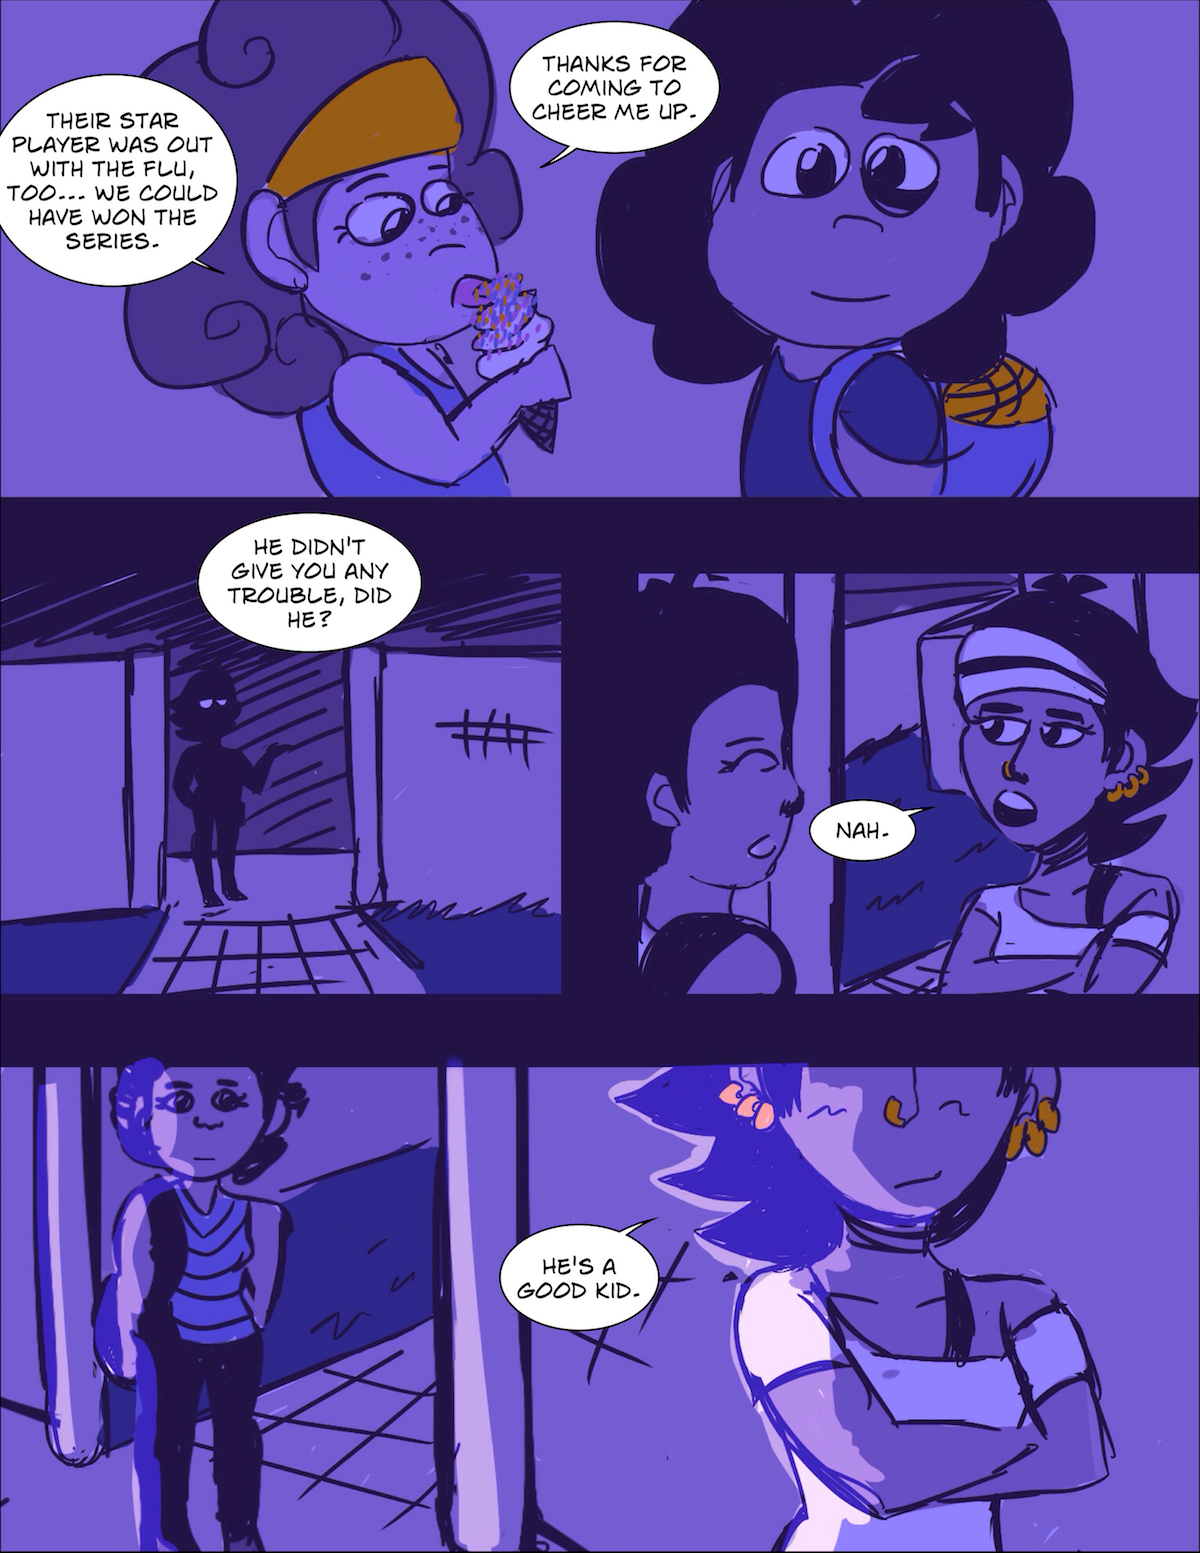 THEIR STAR
PLAYER WAS OUT
WITH THE FLU,
TOO... WE COULD
HAVE WON THE
SERIES.
THANKS FOR
COMING TO
CHEER ME UP.
HE DIDN'T
GIVE YOU ANY
TROUBLE, DID
HE?
NAH.
HE'S A
GOOD KID.